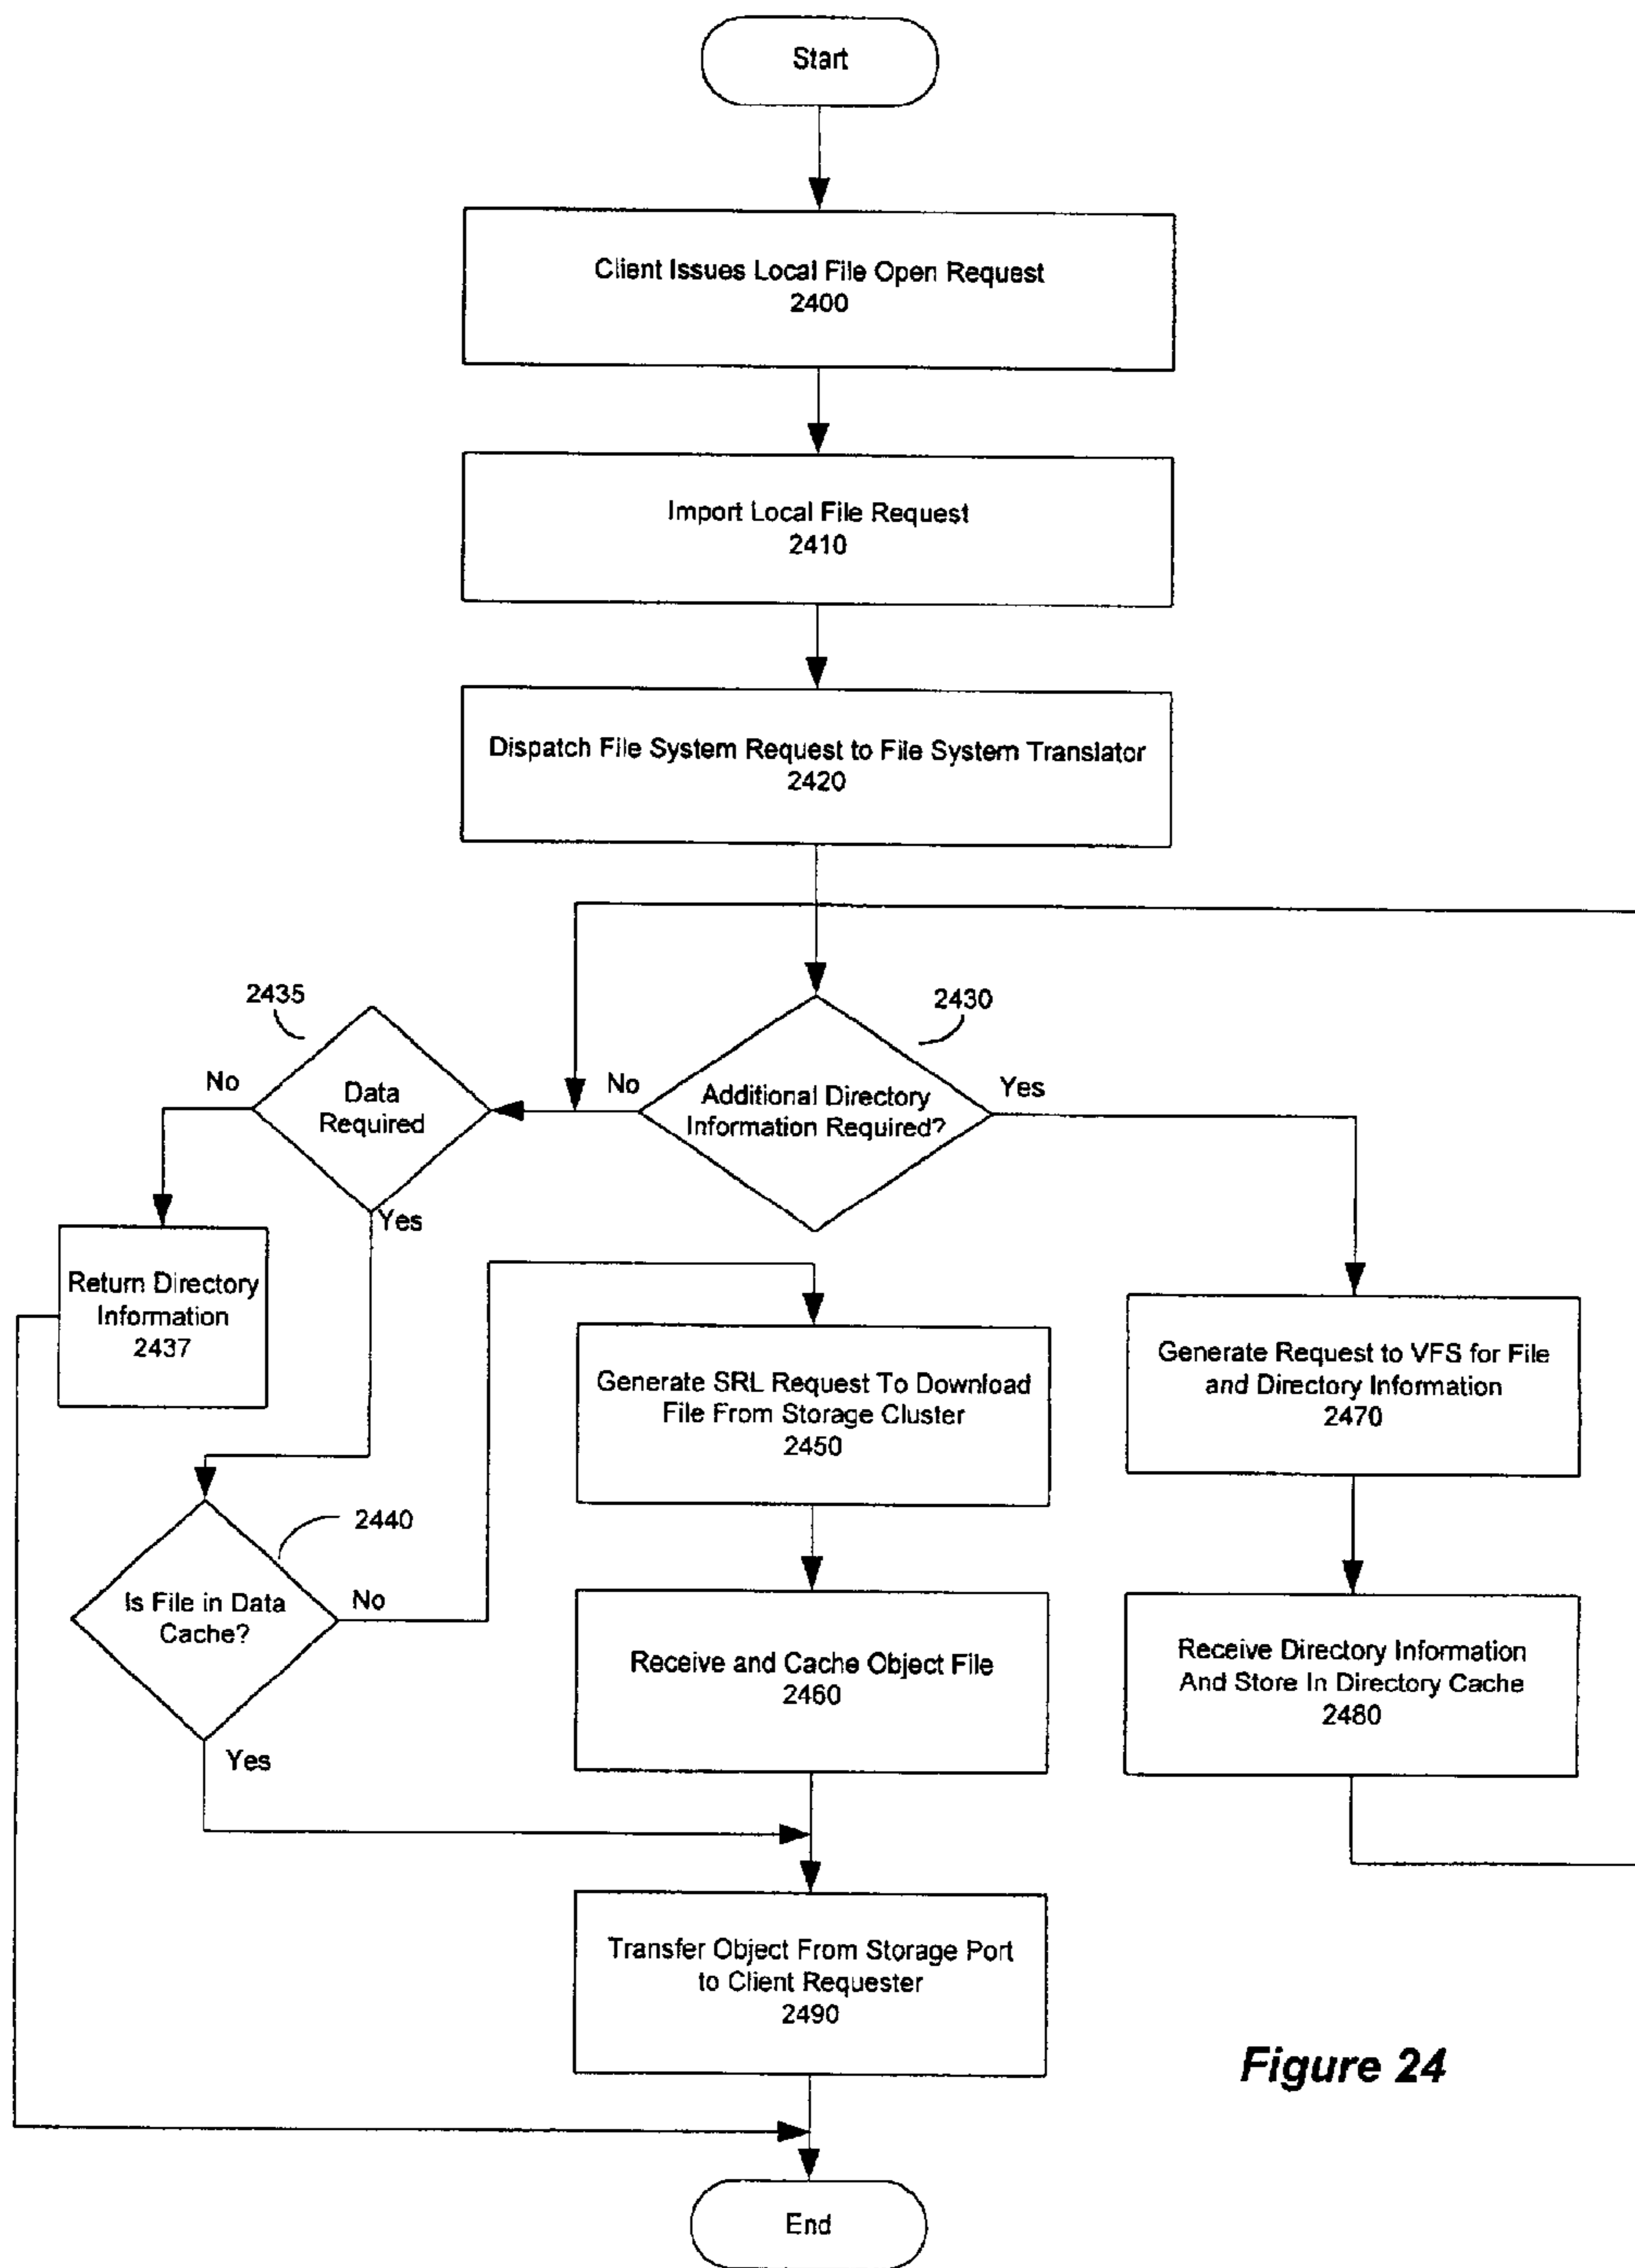 Start
Client Issues Local File Open Request
2400
Import Local File Request
2410
Dispatch File System Request to File System Translator
2420
2435
2430
No
Data
Required
No
Additional Directory
Information Required?
Yes
Yes
Return Directory
Information
2437
Generate SRL Request To Download
File From Storage Cluster
2450
Generate Request to VFS for File
and Directory Information
2470
2440
Is File in Data
Cache?
No
Yes
Receive and Cache Object File
2460
Receive Directory Information
And Store In Directory Cache
2480
Transfer Object From Storage Port
to Client Requester
2490
Figure 24
End